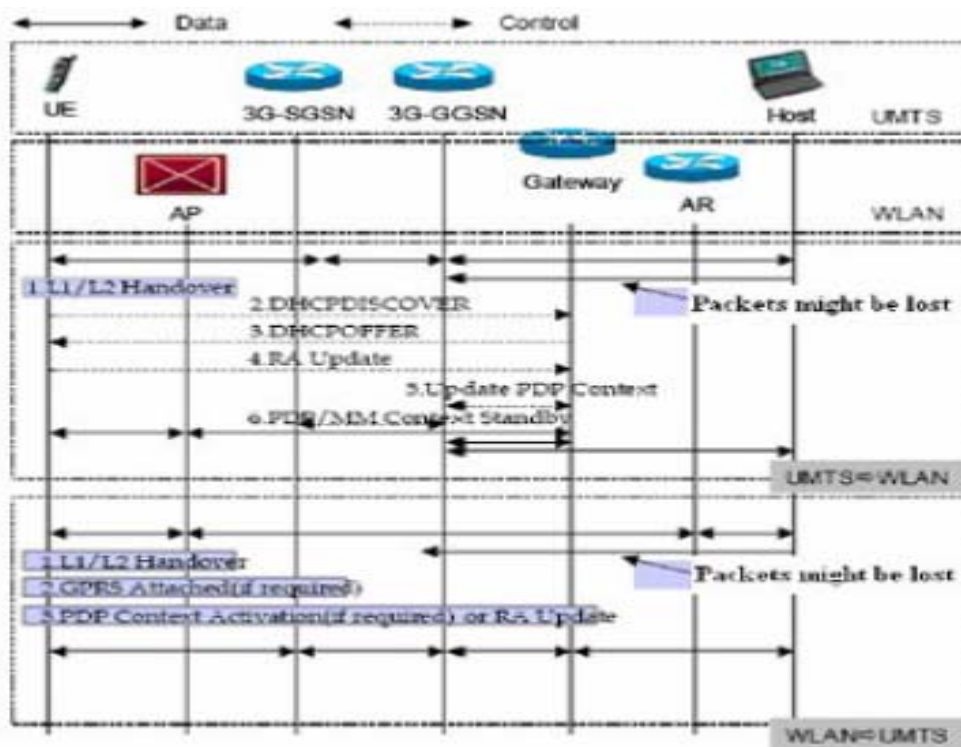 Data Control
UE
3G-SGSN 3G-GGSN
Host
UMTS
AP
Gateway
AR
WLAN
1.L1/L2 Handover
2.DHCPDISCOVER
Packets might be lost
3.DHCPOFFER
4.RA Update
5.Update PDP Context
6.PDP/MM Context Standby
UMTS⇨WLAN
1.L1/L2 Handover
2.GPRS Attached(if required)
Packets might be lost
3.PDP Context Activation(if required) or RA Update
WLAN⇨UMTS